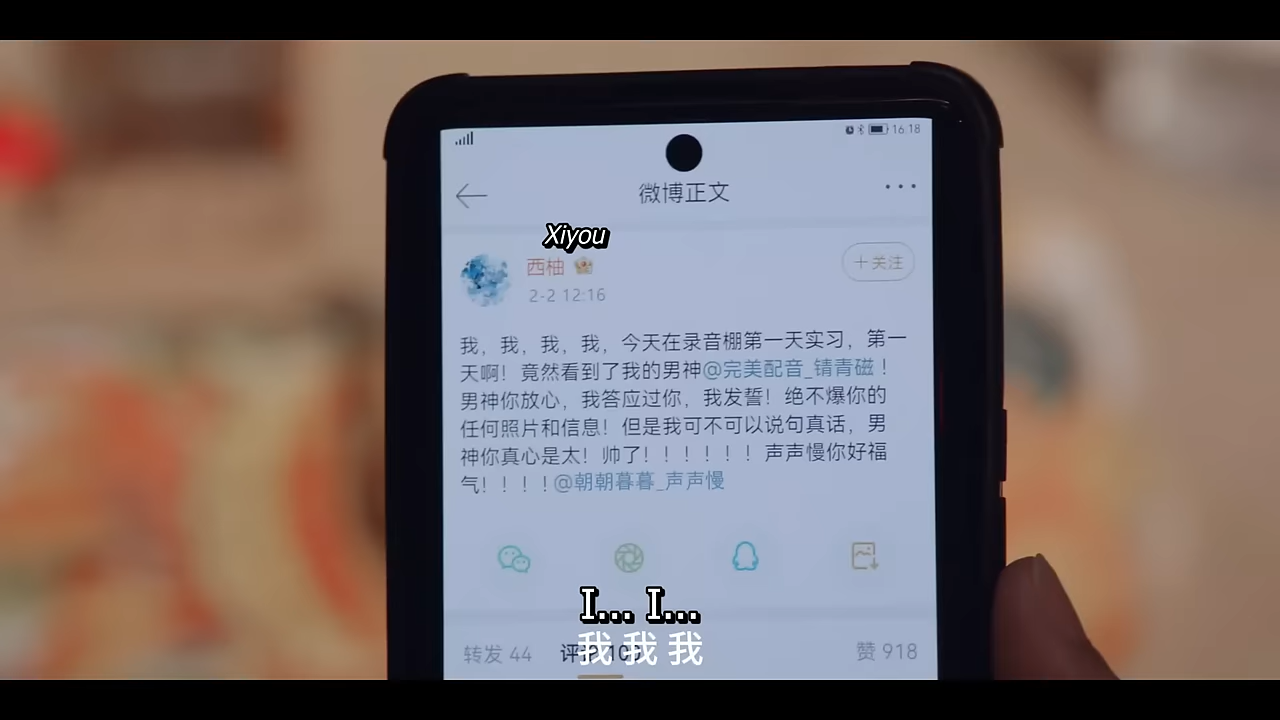 16:18
微博正文
Xiyou
西柚
十关注
2-2 12:16
我，我，我，我，今天在录音棚第一天实习，第一
天啊！竟然看到了我的男神@完美配音_锖青磁！
男神你放心，我答应过你，我发誓！绝不爆你的
任何照片和信息！但是我可不可以说句真话，男
神你真心是太！帅了！！！！！！声声慢你好福
气！！！！@朝朝暮暮_声声慢
I... I...
转发 44
赞 918
我 我 我